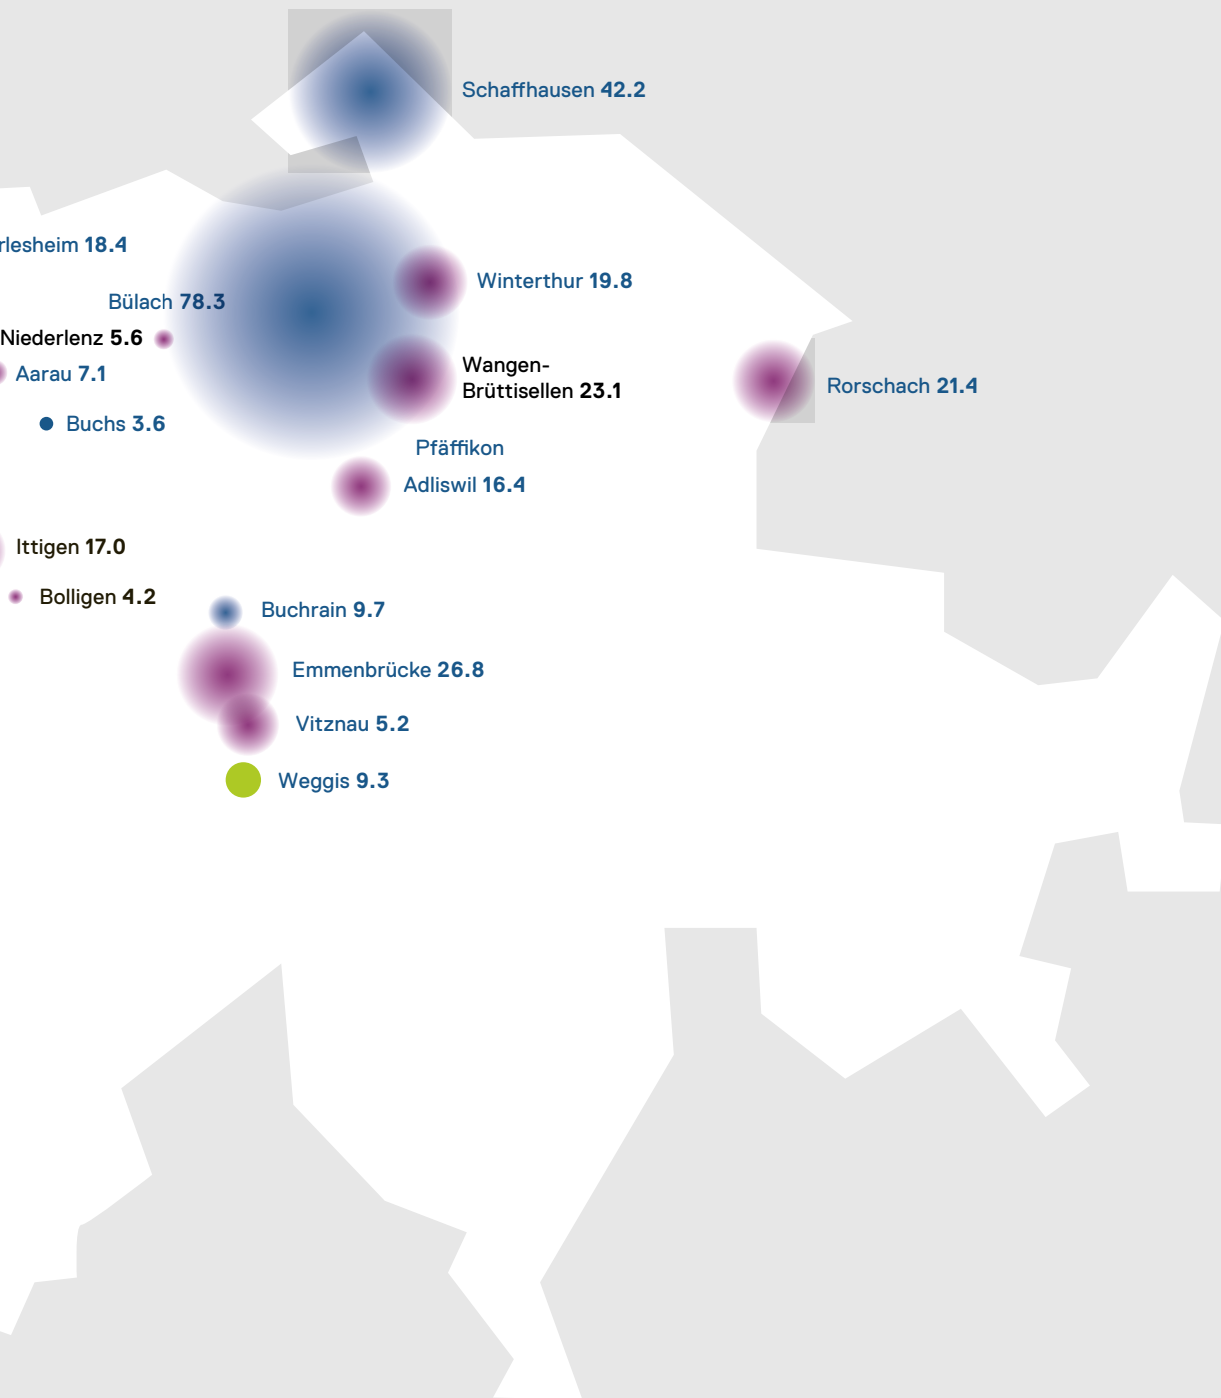 Schaffhausen 42.2
rlesheim 18.4
Winterthur 19.8
Bülach 78.3
Niederlenz 5.6
Wangen-
Brüttisellen 23.1
Aarau 7.1
Rorschach 21.4
Buchs 3.6
Pfäffikon
Adliswil 16.4
Ittigen 17.0
Bolligen 4.2
Buchrain 9.7
Emmenbrücke 26.8
Vitznau 5.2
Weggis 9.3